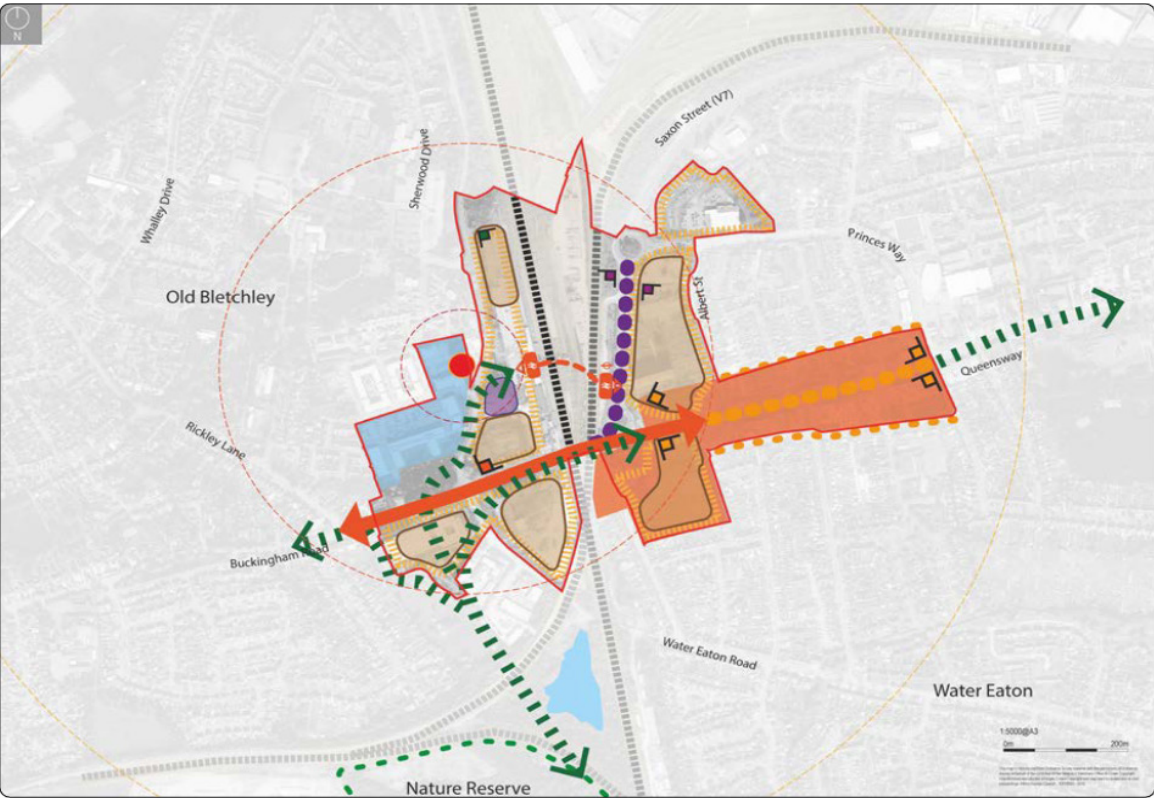 N
Saxon Street (V7)
Sherwood Drive
Whalley Drive
Princes Way
Old Bletchley
Albert St
Queensway
Rickley Lane
Buckingham Road
Water Eaton Road
Water Eaton
1:5000@A3
0m 200m
Nature Reserve